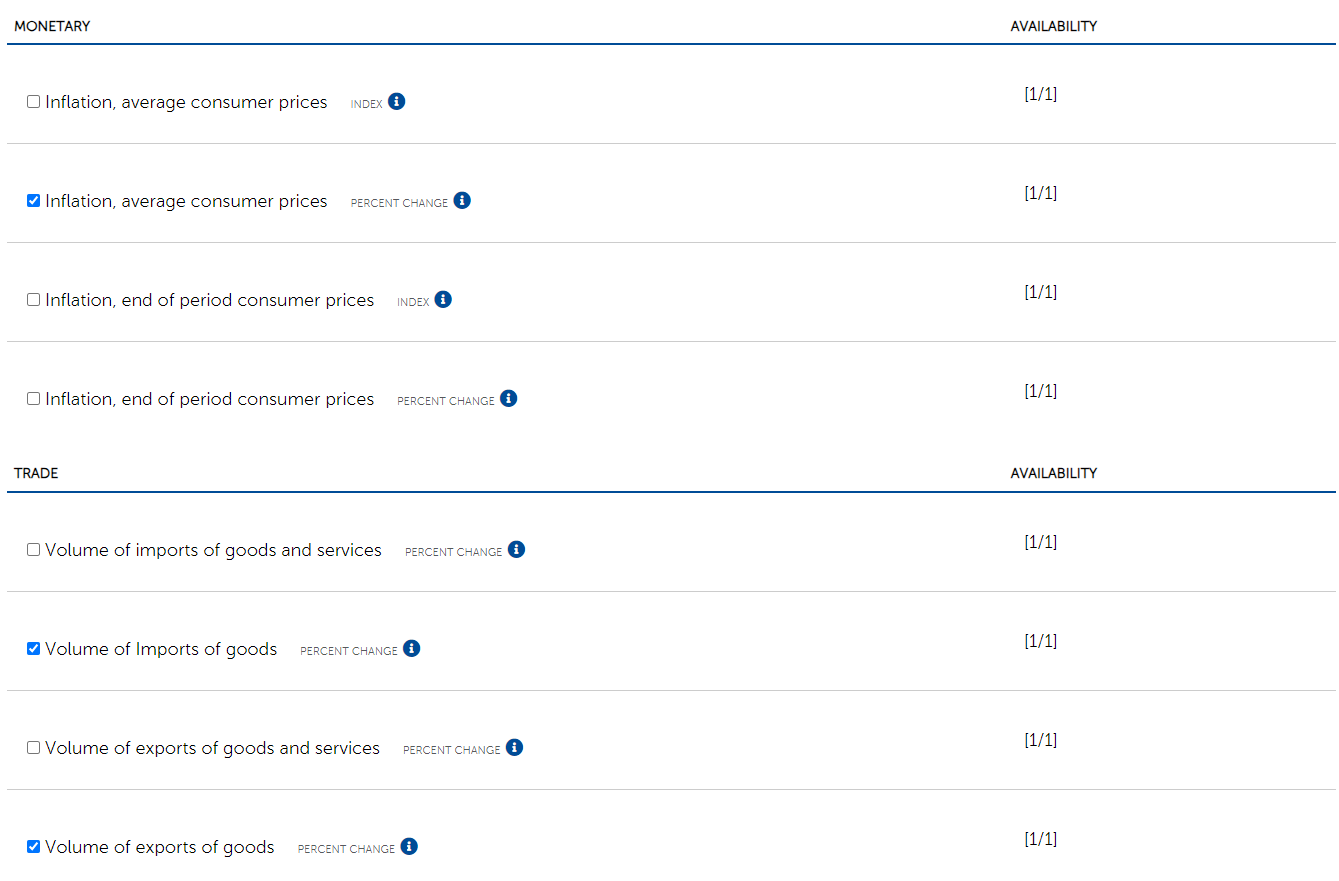 MONETARY AVAILABILITY
Inflation, average consumer prices INDEX [1/1]
Inflation, average consumer prices PERCENT CHANGE [1/1]
Inflation, end of period consumer prices INDEX [1/1]
Inflation, end of period consumer prices PERCENT CHANGE [1/1]
TRADE AVAILABILITY
Volume of imports of goods and services PERCENT CHANGE [1/1]
Volume of Imports of goods PERCENT CHANGE [1/1]
Volume of exports of goods and services PERCENT CHANGE [1/1]
Volume of exports of goods PERCENT CHANGE [1/1]